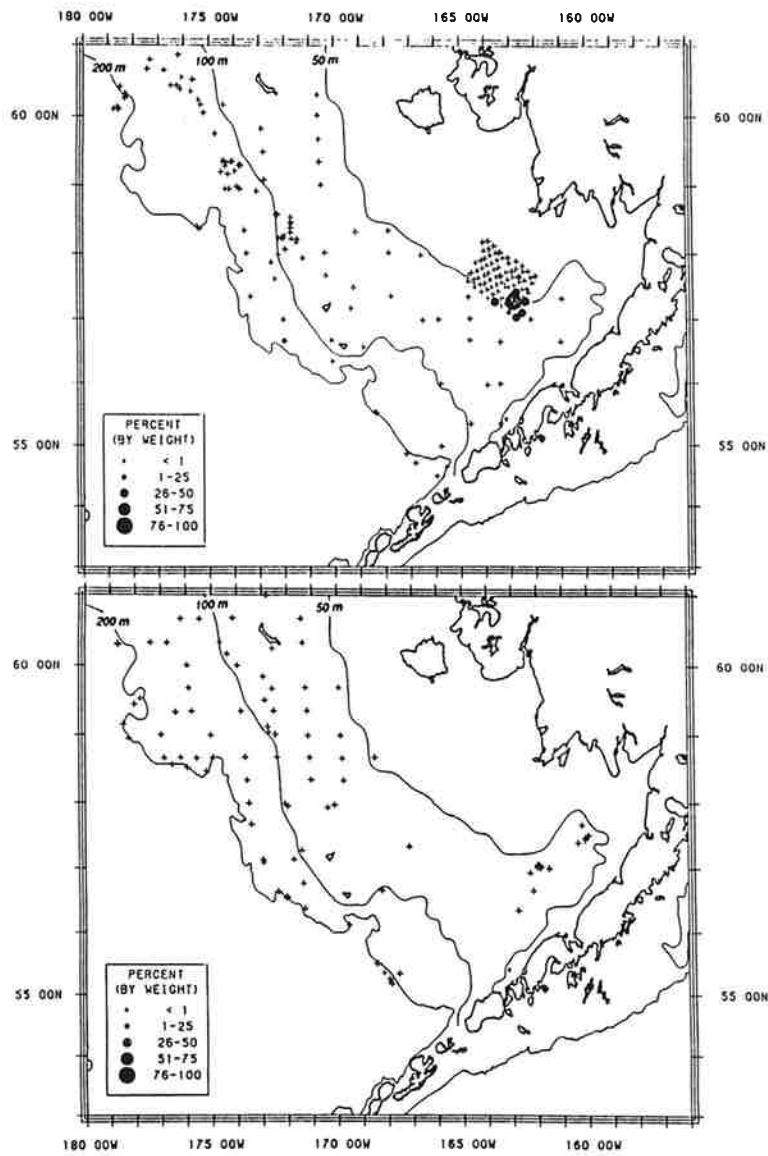 180 00W 175 00W 170 00W 165 00W 160 00W
200 m 100 m 50 m
60 00N 60 00N
55 00N 55 00N
PERCENT
(BY WEIGHT)
< 1
1-25
26-50
51-75
76-100
200 m 100 m 50 m
60 00N 60 00N
55 00N 55 00N
PERCENT
(BY WEIGHT)
< 1
1-25
26-50
51-75
76-100
180 00W 175 00W 170 00W 165 00W 160 00W